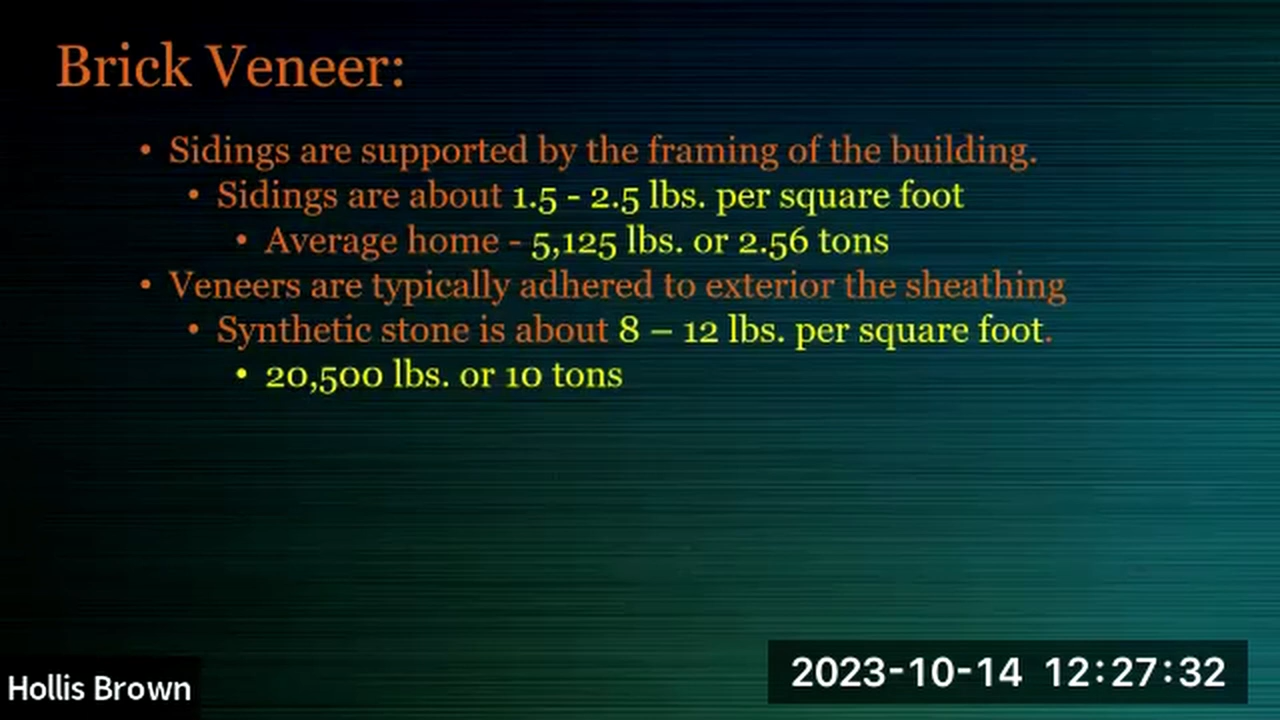 Brick Veneer:
• Sidings are supported by the framing of the building.
• Sidings are about 1.5 - 2.5 lbs. per square foot
• Average home - 5,125 lbs. or 2.56 tons
• Veneers are typically adhered to exterior the sheathing
• Synthetic stone is about 8 – 12 lbs. per square foot.
• 20,500 lbs. or 10 tons
Hollis Brown
2023-10-14 12:27:32